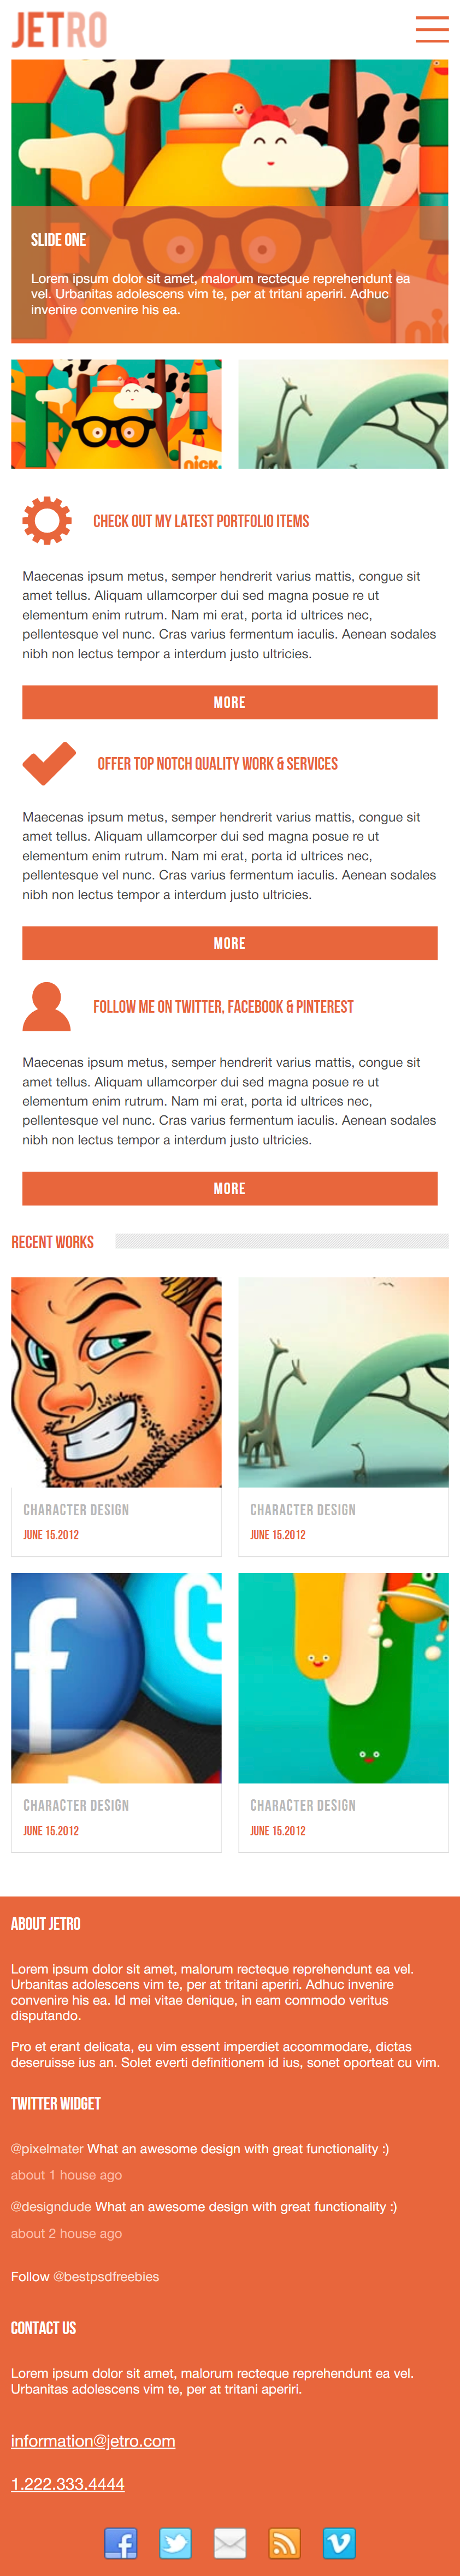 JETRO
SLIDE ONE
Lorem ipsum dolor sit amet, malorum recteque reprehendunt ea
vel. Urbanitas adolescens vim te, per at tritani aperiri. Adhuc
invenire convenire his ea.
nick
nick
CHECK OUT MY LATEST PORTFOLIO ITEMS
Maecenas ipsum metus, semper hendrerit varius mattis, congue sit
amet tellus. Aliquam ullamcorper dui sed magna posue re ut
elementum enim rutrum. Nam mi erat, porta id ultrices nec,
pellentesque vel nunc. Cras varius fermentum iaculis. Aenean sodales
nibh non lectus tempor a interdum justo ultricies.
MORE
OFFER TOP NOTCH QUALITY WORK & SERVICES
Maecenas ipsum metus, semper hendrerit varius mattis, congue sit
amet tellus. Aliquam ullamcorper dui sed magna posue re ut
elementum enim rutrum. Nam mi erat, porta id ultrices nec,
pellentesque vel nunc. Cras varius fermentum iaculis. Aenean sodales
nibh non lectus tempor a interdum justo ultricies.
MORE
FOLLOW ME ON TWITTER, FACEBOOK & PINTEREST
Maecenas ipsum metus, semper hendrerit varius mattis, congue sit
amet tellus. Aliquam ullamcorper dui sed magna posue re ut
elementum enim rutrum. Nam mi erat, porta id ultrices nec,
pellentesque vel nunc. Cras varius fermentum iaculis. Aenean sodales
nibh non lectus tempor a interdum justo ultricies.
MORE
RECENT WORKS
CHARACTER DESIGN
JUNE 15.2012
CHARACTER DESIGN
JUNE 15.2012
f
CHARACTER DESIGN
JUNE 15.2012
CHARACTER DESIGN
JUNE 15.2012
ABOUT JETRO
Lorem ipsum dolor sit amet, malorum recteque reprehendunt ea vel.
Urbanitas adolescens vim te, per at tritani aperiri. Adhuc invenire
convenire his ea. Id mei vitae denique, in eam commodo veritus
disputando.
Pro et erant delicata, eu vim essent imperdiet accommodare, dictas
deseruisse ius an. Solet everti definitionem id ius, sonet oporteat cu vim.
TWITTER WIDGET
@pixelmater What an awesome design with great functionality :)
about 1 house ago
@designdude What an awesome design with great functionality :)
about 2 house ago
Follow @bestpsdfreebies
CONTACT US
Lorem ipsum dolor sit amet, malorum recteque reprehendunt ea vel.
Urbanitas adolescens vim te, per at tritani aperiri.
information@jetro.com
1.222.333.4444